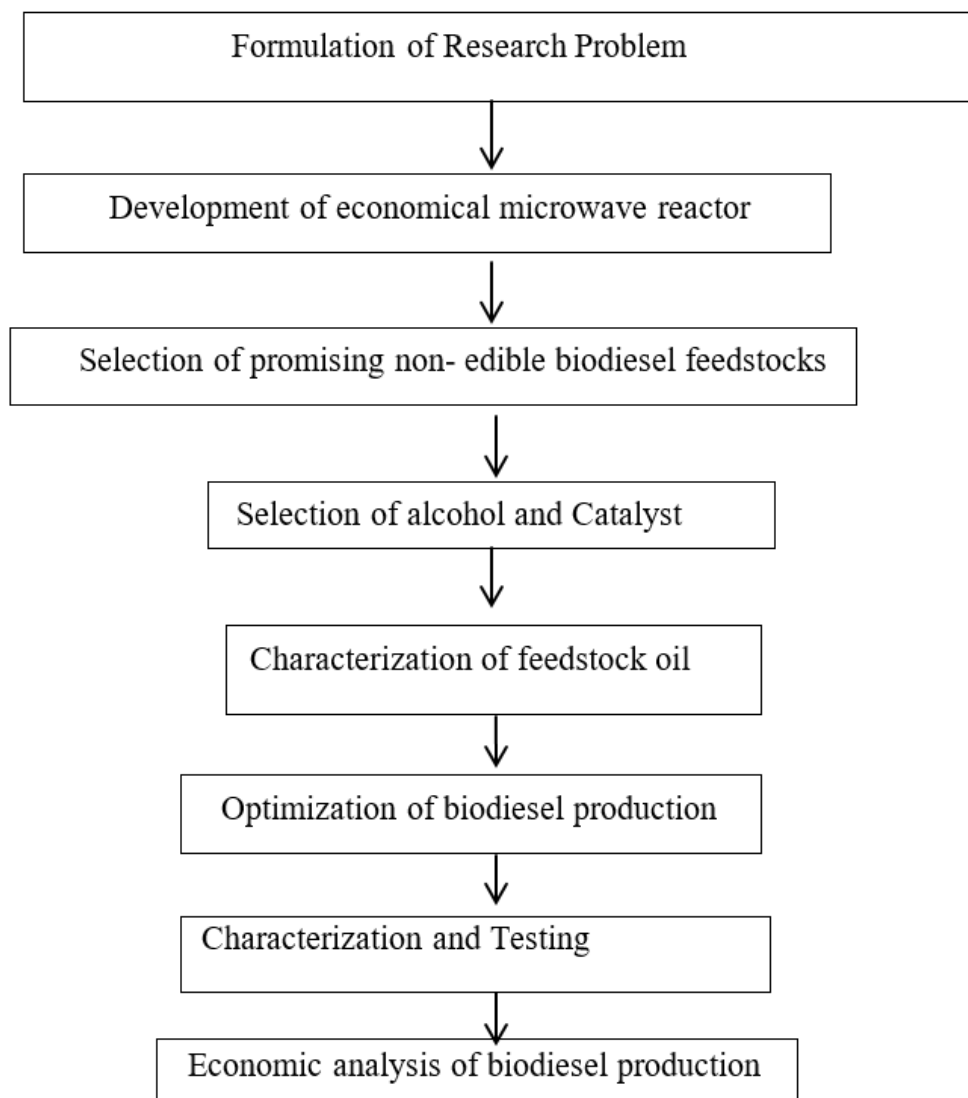 Formulation of Research Problem
Development of economical microwave reactor
Selection of promising non- edible biodiesel feedstocks
Selection of alcohol and Catalyst
Characterization of feedstock oil
Optimization of biodiesel production
Characterization and Testing
Economic analysis of biodiesel production